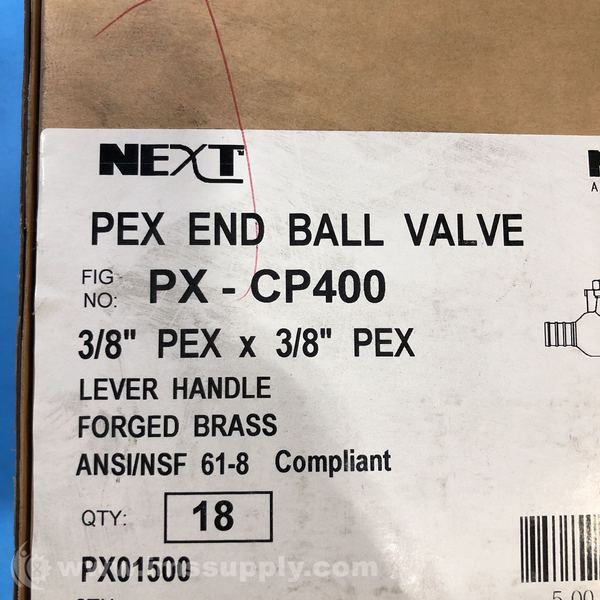 NEXT
PEX END BALL VALVE
FIG NO: PX - CP400
3/8" PEX x 3/8" PEX
LEVER HANDLE
FORGED BRASS
ANSI/NSF 61-8 Compliant
QTY: 18
PX01500